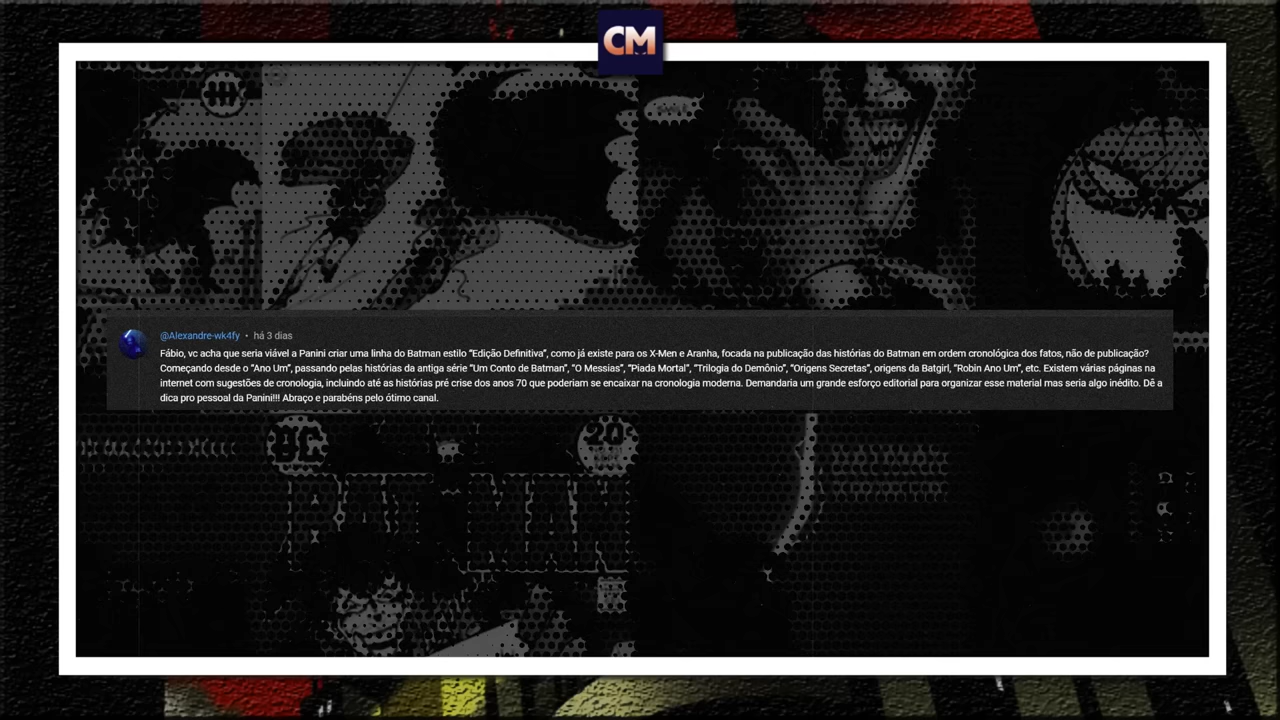 CM
@Alexandre-wk4fy • há 3 dias
Fábio, vc acha que seria viável a Panini criar uma linha do Batman estilo “Edição Definitiva”, como já existe para os X-Men e Aranha, focada na publicação das histórias do Batman em ordem cronológica dos fatos, não de publicação?
Começando desde o “Ano Um”, passando pelas histórias da antiga série “Um Conto de Batman”, “O Messias”, “Piada Mortal”, “Trilogia do Demônio”, “Origens Secretas”, origens da Batgirl, “Robin Ano Um”, etc. Existem várias páginas na
internet com sugestões de cronologia, incluindo até as histórias pré crise dos anos 70 que poderiam se encaixar na cronologia moderna. Demandaria um grande esforço editorial para organizar esse material mas seria algo inédito. Dê a
dica pro pessoal da Panini!!! Abraço e parabéns pelo ótimo canal.
20